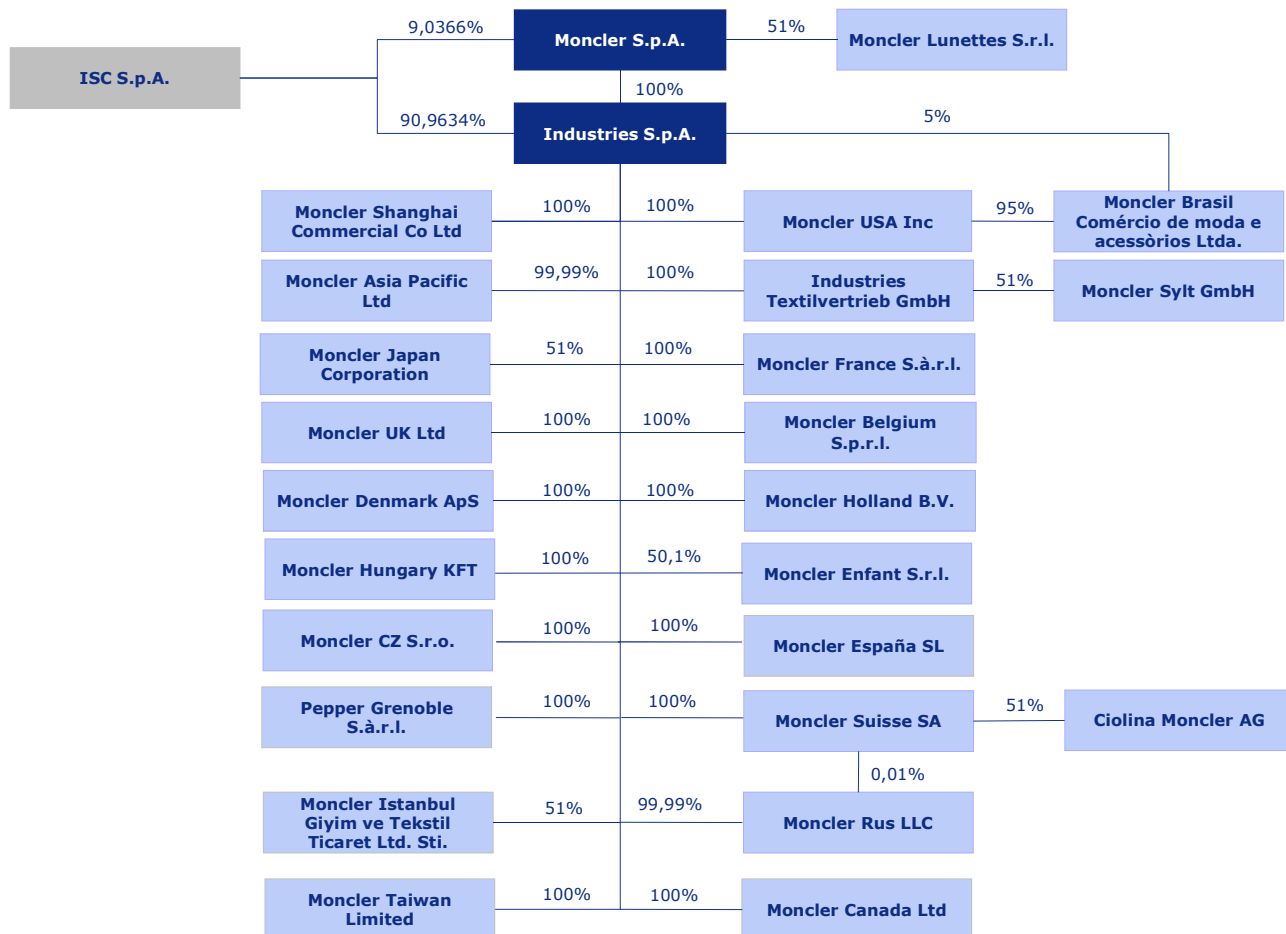 9,0366%
Moncler S.p.A.
51%
Moncler Lunettes S.r.l.
ISC S.p.A.
100%
90,9634%
Industries S.p.A.
5%
Moncler Shanghai
Commercial Co Ltd
100%
100%
Moncler USA Inc
95%
Moncler Brasil
Comércio de moda e
acessòrios Ltda.
Moncler Asia Pacific
Ltd
99,99%
100%
Industries
Textilvertrieb GmbH
51%
Moncler Sylt GmbH
Moncler Japan
Corporation
51%
100%
Moncler France S.à.r.l.
Moncler UK Ltd
100%
100%
Moncler Belgium
S.p.r.l.
Moncler Denmark ApS
100%
100%
Moncler Holland B.V.
Moncler Hungary KFT
100%
50,1%
Moncler Enfant S.r.l.
Moncler CZ S.r.o.
100%
100%
Moncler España SL
Pepper Grenoble
S.à.r.l.
100%
100%
Moncler Suisse SA
51%
Ciolina Moncler AG
0,01%
Moncler Istanbul
Giyim ve Tekstil
Ticaret Ltd. Sti.
51%
99,99%
Moncler Rus LLC
Moncler Taiwan
Limited
100%
100%
Moncler Canada Ltd